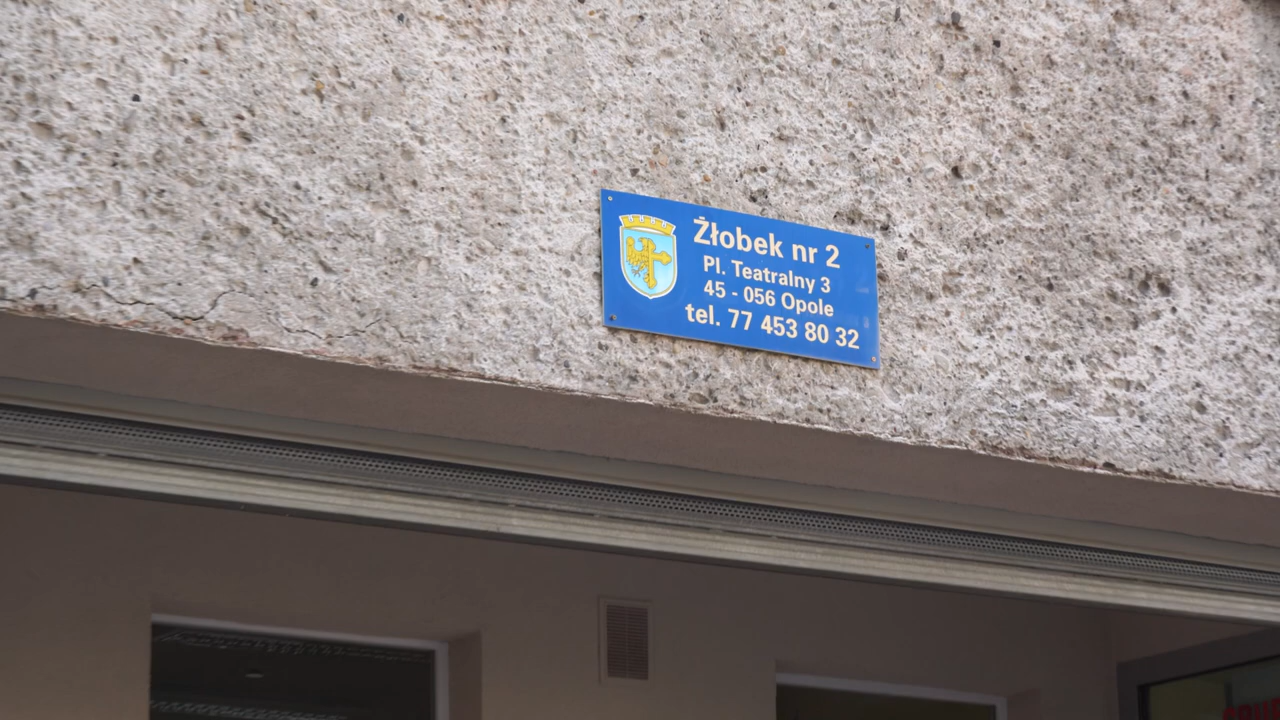 Żłobek nr 2
Pl. Teatralny 3
45 - 056 Opole
tel. 77 453 80 32